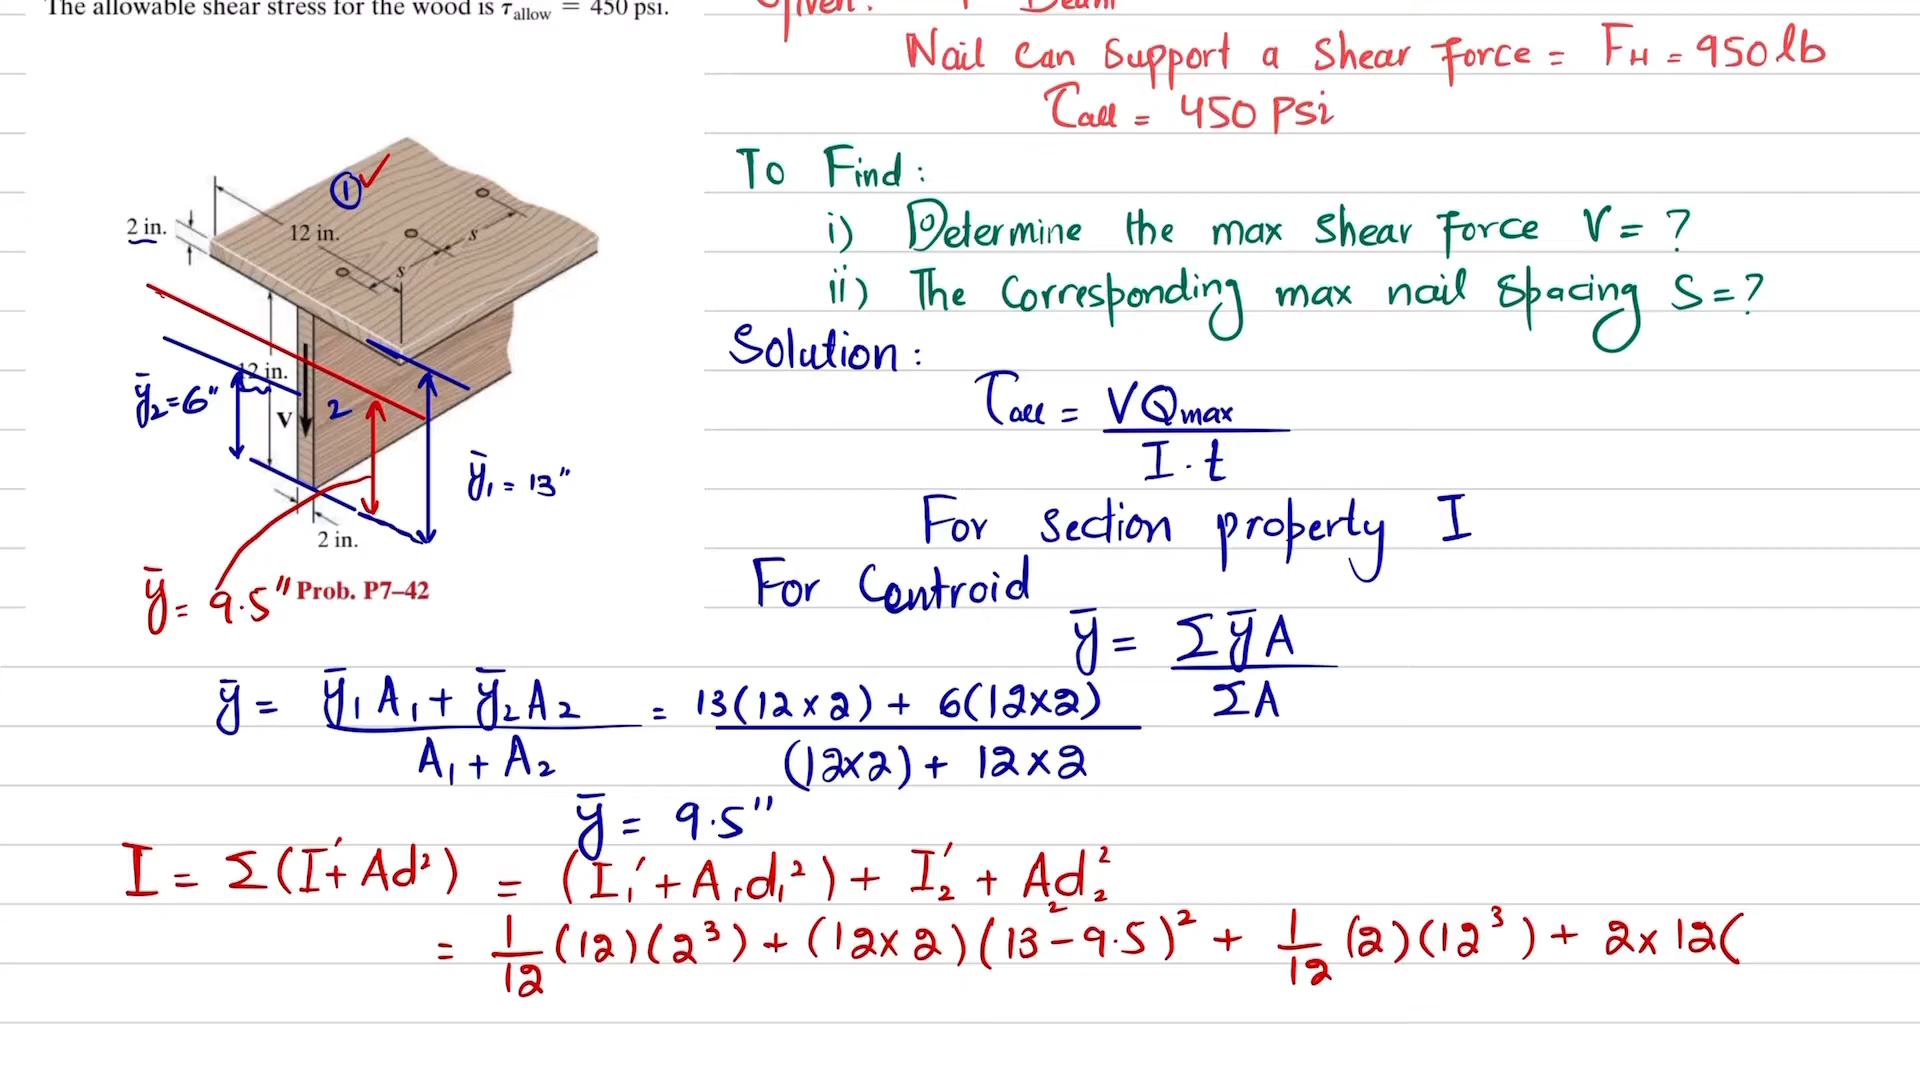 The allowable shear stress for the wood is τallow = 450 psi.
Given: T Beam
Nail Can Support a Shear Force = FH = 950 lb
τall = 450 PSi
To Find:
i) Determine the max Shear Force V = ?
ii) The Corresponding max nail Spacing S = ?
Solution:
τall = VQmax / I·t
For Section property I
For Centroid
ȳ = ΣȳA / ΣA
①✓
2 in.
12 in.
s
s
12 in.
ȳ2 = 6"
V
2
ȳ1 = 13"
2 in.
ȳ = 9.5"
Prob. P7–42
ȳ = ȳ1A1 + ȳ2A2 / A1 + A2 = 13(12×2) + 6(12×2) / (12×2) + 12×2
ȳ = 9.5"
I = Σ(I' + Ad²) = (I1' + A1d1²) + I2' + Ad2²
= 1/12 (12)(2³) + (12×2)(13 - 9.5)² + 1/12 (2)(12³) + 2×12(